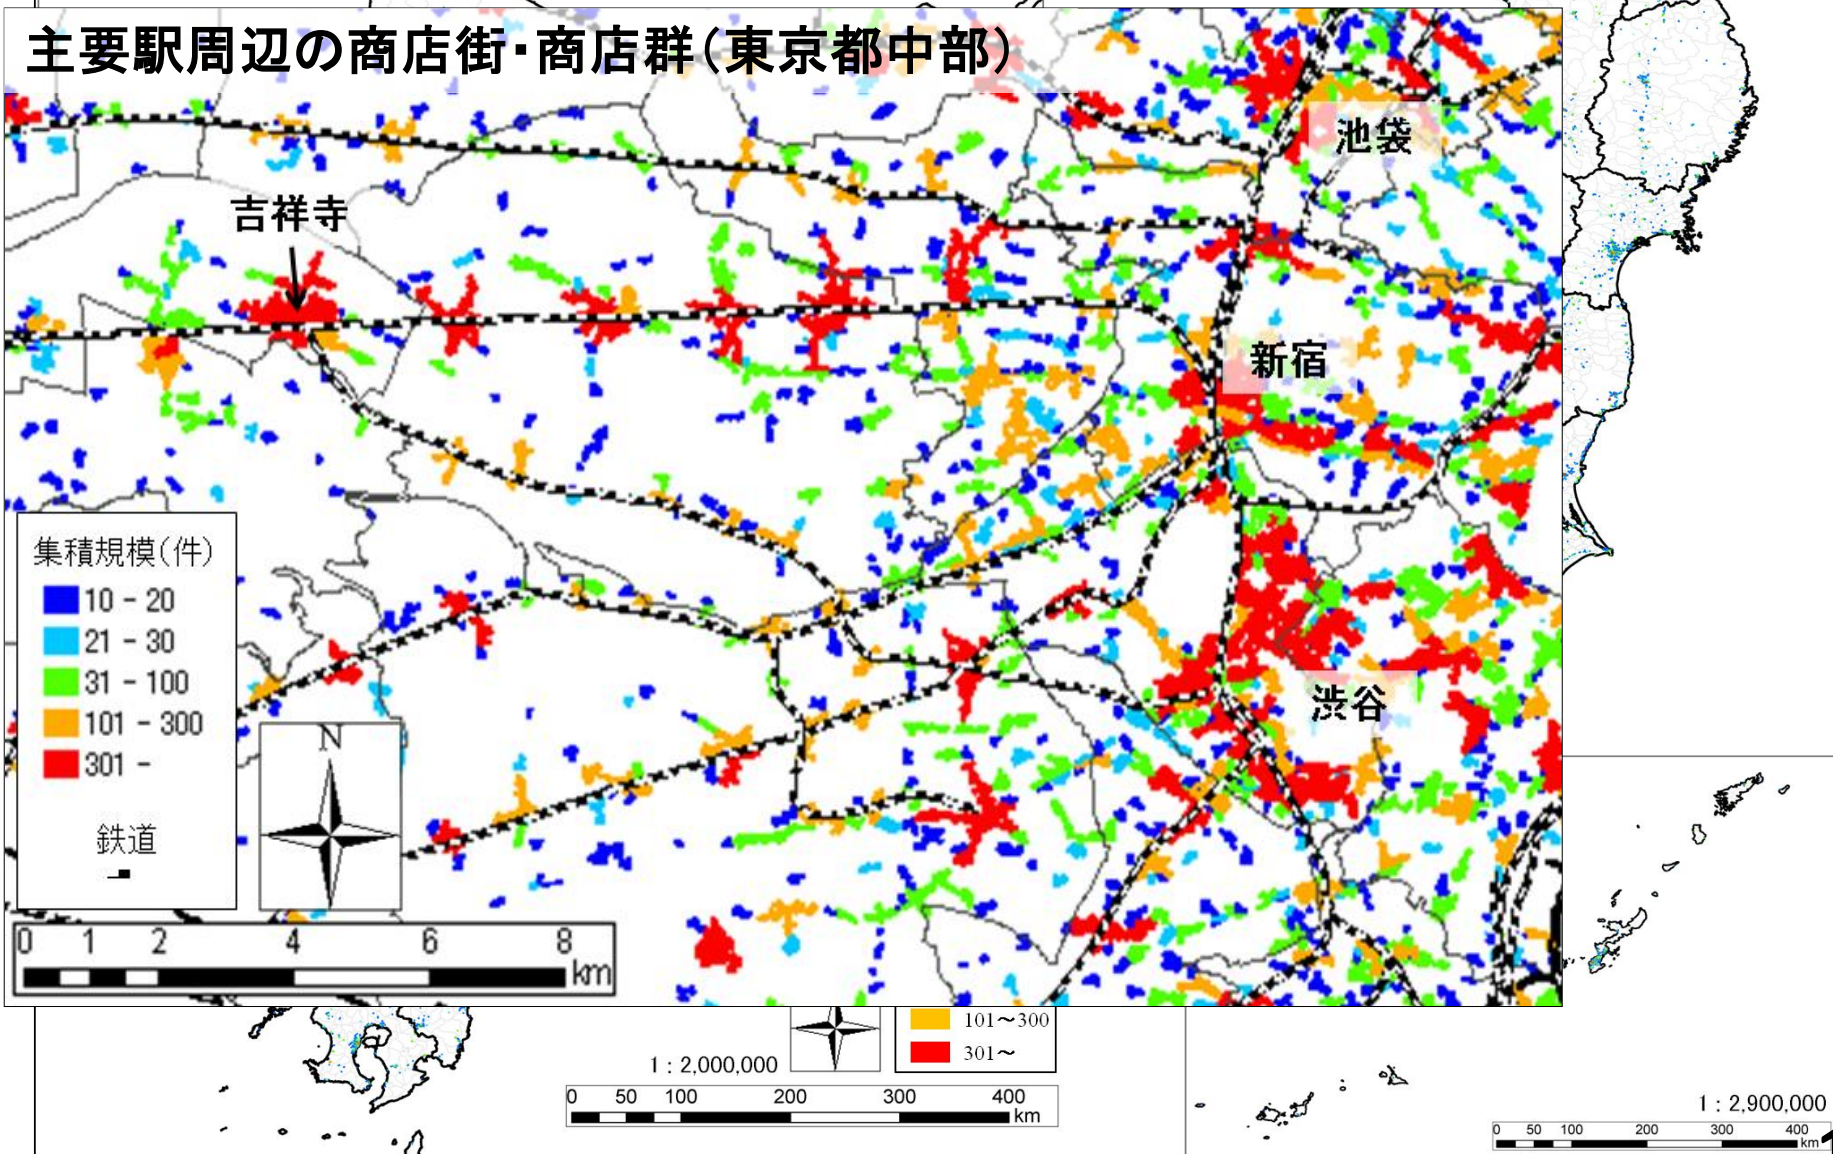 主要駅周辺の商店街・商店群(東京都中部)
池袋
吉祥寺
新宿
渋谷
集積規模(件)
10 - 20
21 - 30
31 - 100
101 - 300
301 -
鉄道
N
0 1 2 4 6 8
km
101～300
301～
1:2,000,000
0 50 100 200 300 400
km
1:2,900,000
0 50 100 200 300 400
km